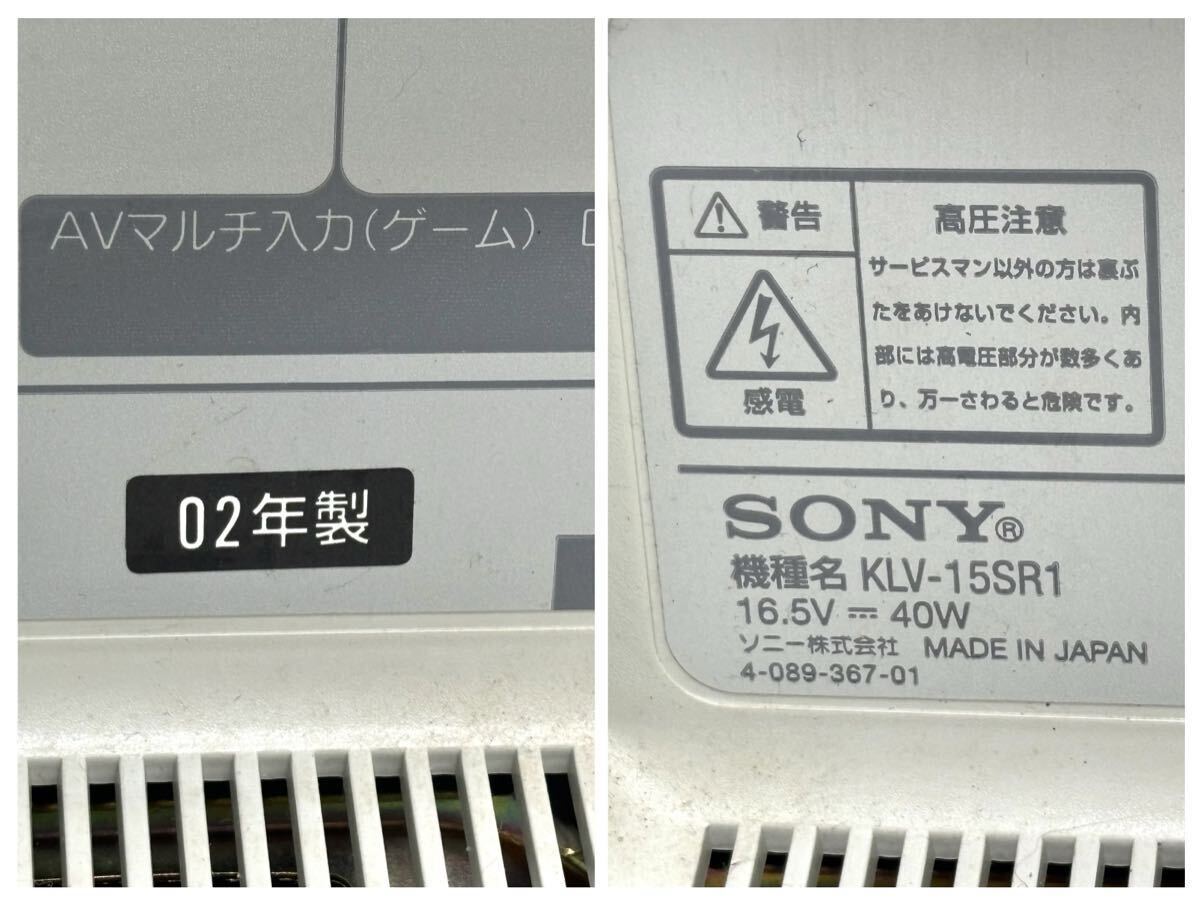 AVマルチ入力(ゲーム)
02年製
警告
感電
高圧注意
サービスマン以外の方は裏ぶ
たをあけないでください。内
部には高電圧部分が数多くあ
り、万一さわると危険です。
SONY®
機種名 KLV-15SR1
16.5V ⎓ 40W
ソニー株式会社 MADE IN JAPAN
4-089-367-01